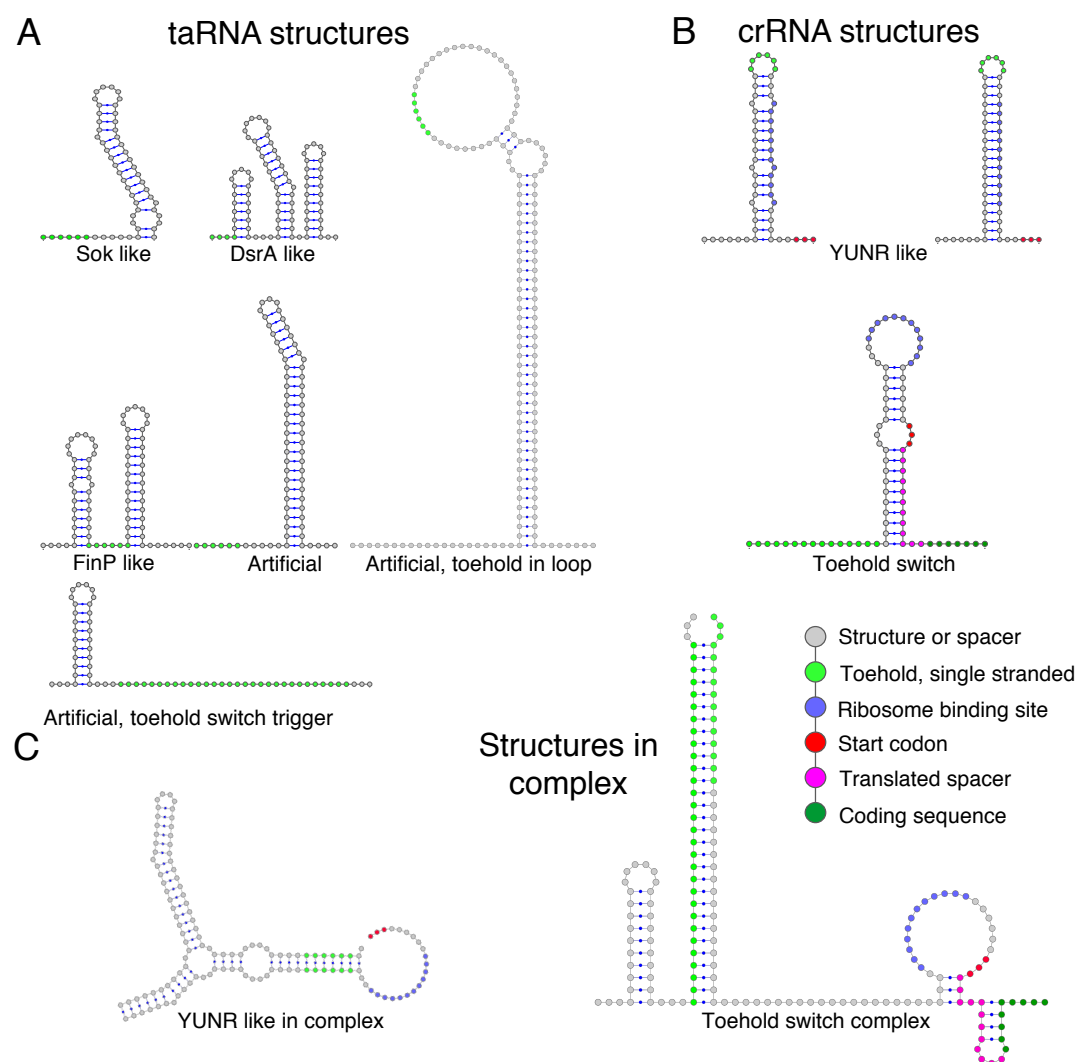 A
taRNA structures
B
crRNA structures
Sok like
DsrA like
YUNR like
FinP like
Artificial
Artificial, toehold in loop
Toehold switch
Artificial, toehold switch trigger
Structure or spacer
Toehold, single stranded
Ribosome binding site
Start codon
Translated spacer
Coding sequence
C
Structures in
complex
YUNR like in complex
Toehold switch complex